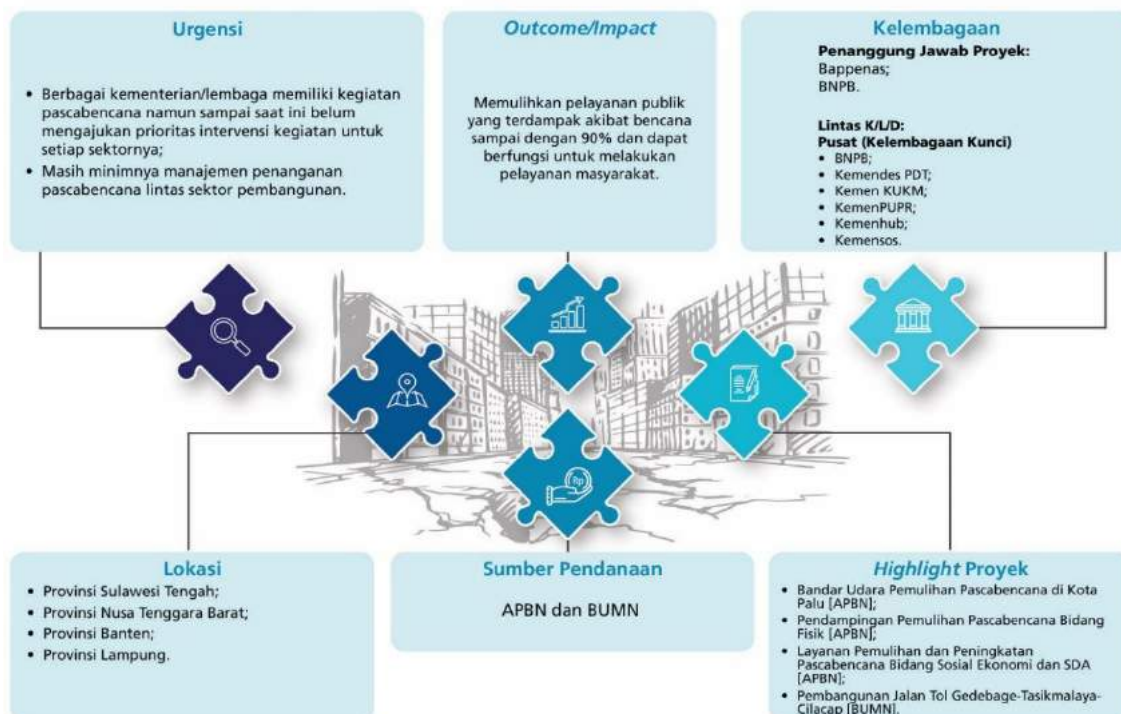 Urgensi
• Berbagai kementerian/lembaga memiliki kegiatan
pascabencana namun sampai saat ini belum
mengajukan prioritas intervensi kegiatan untuk
setiap sektornya;
• Masih minimnya manajemen penanganan
pascabencana lintas sektor pembangunan.
Outcome/Impact
Memulihkan pelayanan publik
yang terdampak akibat bencana
sampai dengan 90% dan dapat
berfungsi untuk melakukan
pelayanan masyarakat.
Kelembagaan
Penanggung Jawab Proyek:
Bappenas;
BNPB.
Lintas K/L/D:
Pusat (Kelembagaan Kunci)
• BNPB;
• Kemendes PDT;
• Kemen KUKM;
• KemenPUPR;
• Kemenhub;
• Kemensos.
Rp
Lokasi
• Provinsi Sulawesi Tengah;
• Provinsi Nusa Tenggara Barat;
• Provinsi Banten;
• Provinsi Lampung.
Sumber Pendanaan
APBN dan BUMN
Highlight Proyek
• Bandar Udara Pemulihan Pascabencana di Kota
Palu [APBN];
• Pendampingan Pemulihan Pascabencana Bidang
Fisik [APBN];
• Layanan Pemulihan dan Peningkatan
Pascabencana Bidang Sosial Ekonomi dan SDA
[APBN];
• Pembangunan Jalan Tol Gedebage-Tasikmalaya-
Cilacap [BUMN].